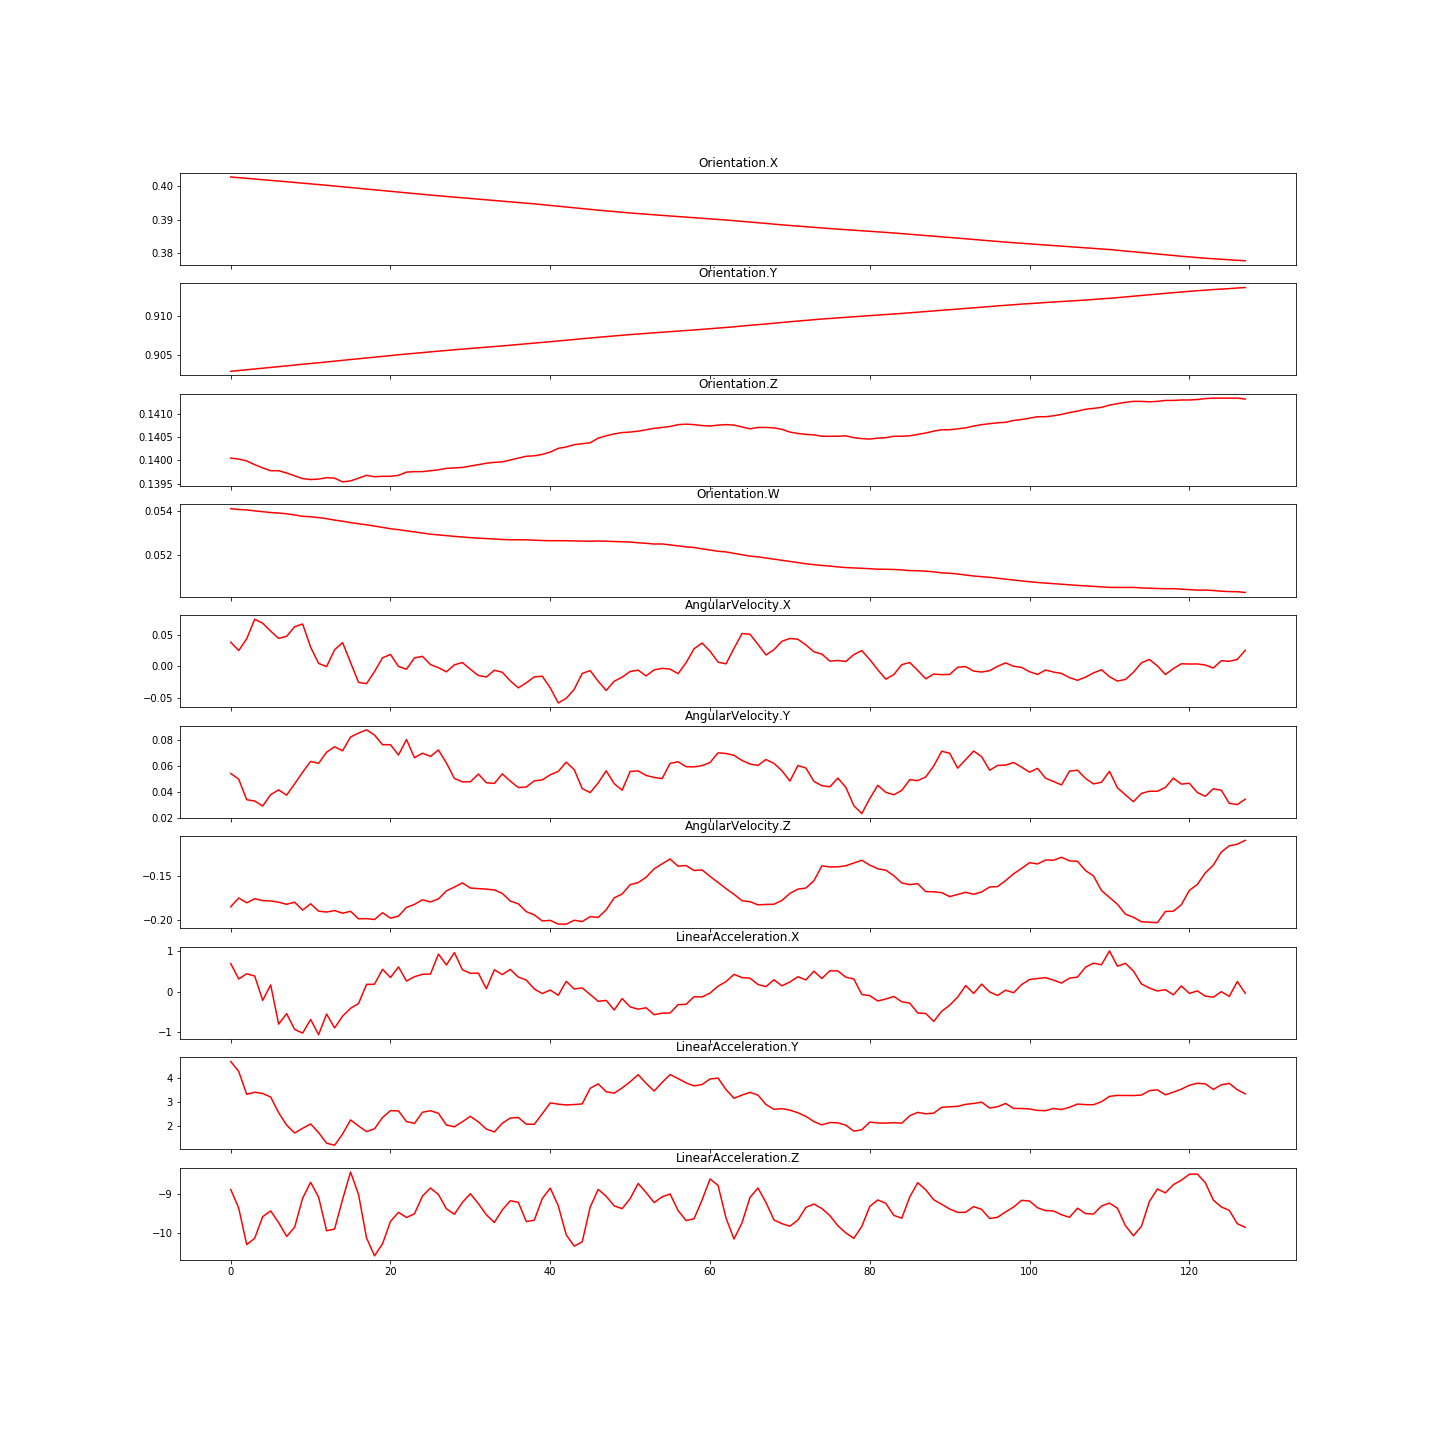 Orientation.X
0.40
0.39
0.38
Orientation.Y
0.910
0.905
Orientation.Z
0.1410
0.1405
0.1400
0.1395
Orientation.W
0.054
0.052
AngularVelocity.X
0.05
0.00
−0.05
AngularVelocity.Y
0.08
0.06
0.04
0.02
AngularVelocity.Z
−0.15
−0.20
LinearAcceleration.X
1
0
−1
LinearAcceleration.Y
4
3
2
LinearAcceleration.Z
−9
−10
0 20 40 60 80 100 120